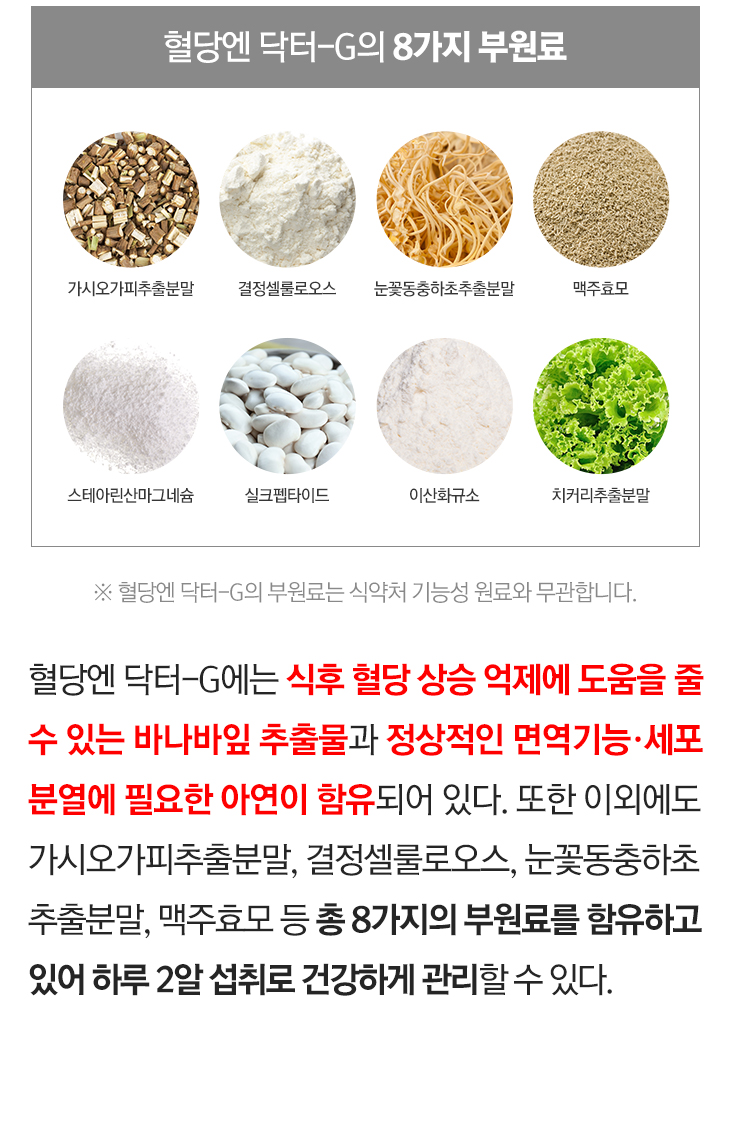 혈당엔 닥터-G의 8가지 부원료
가시오가피추출분말
결정셀룰로오스
눈꽃동충하초추출분말
맥주효모
스테아린산마그네슘
실크펩타이드
이산화규소
치커리추출분말
※ 혈당엔 닥터-G의 부원료는 식약처 기능성 원료와 무관합니다.
혈당엔 닥터-G에는 식후 혈당 상승 억제에 도움을 줄
수 있는 바나바잎 추출물과 정상적인 면역기능·세포
분열에 필요한 아연이 함유되어 있다. 또한 이외에도
가시오가피추출분말, 결정셀룰로오스, 눈꽃동충하초
추출분말, 맥주효모 등 총 8가지의 부원료를 함유하고
있어 하루 2알 섭취로 건강하게 관리할 수 있다.